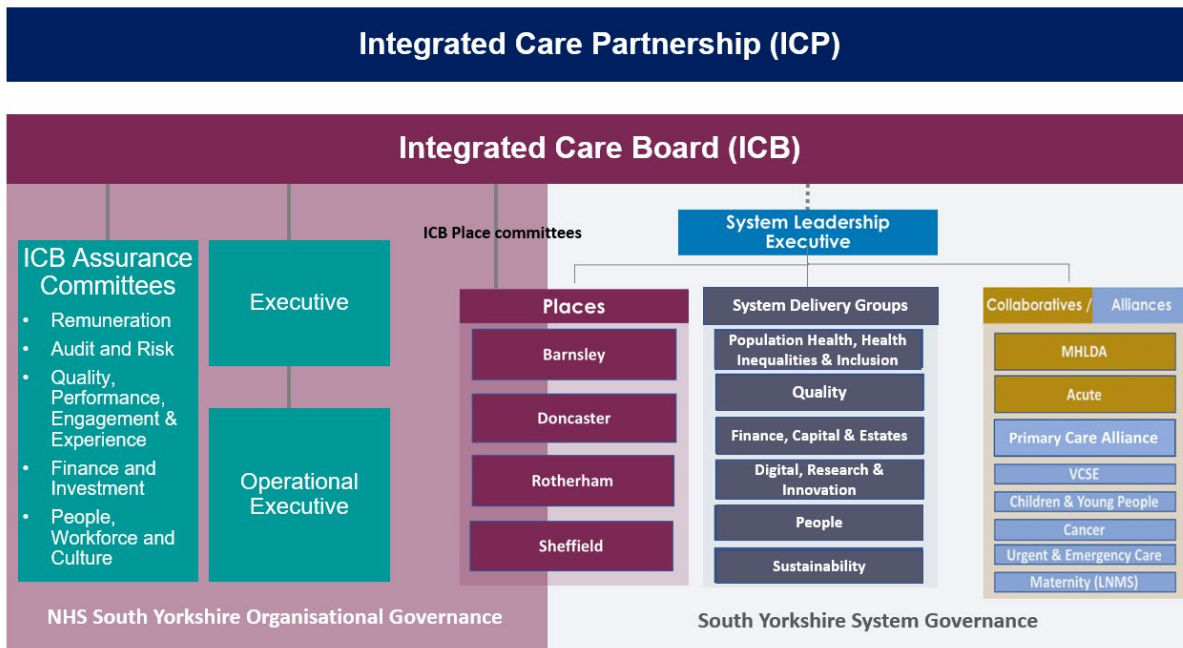 Integrated Care Partnership (ICP)
Integrated Care Board (ICB)
ICB Assurance
Committees
• Remuneration
• Audit and Risk
• Quality,
Performance,
Engagement &
Experience
• Finance and
Investment
• People,
Workforce and
Culture
Executive
Operational
Executive
ICB Place committees
System Leadership
Executive
Places
Barnsley
Doncaster
Rotherham
Sheffield
System Delivery Groups
Population Health, Health
Inequalities & Inclusion
Quality
Finance, Capital & Estates
Digital, Research &
Innovation
People
Sustainability
Collaboratives / Alliances
MHLDA
Acute
Primary Care Alliance
VCSE
Children & Young People
Cancer
Urgent & Emergency Care
Maternity (LNMS)
NHS South Yorkshire Organisational Governance
South Yorkshire System Governance